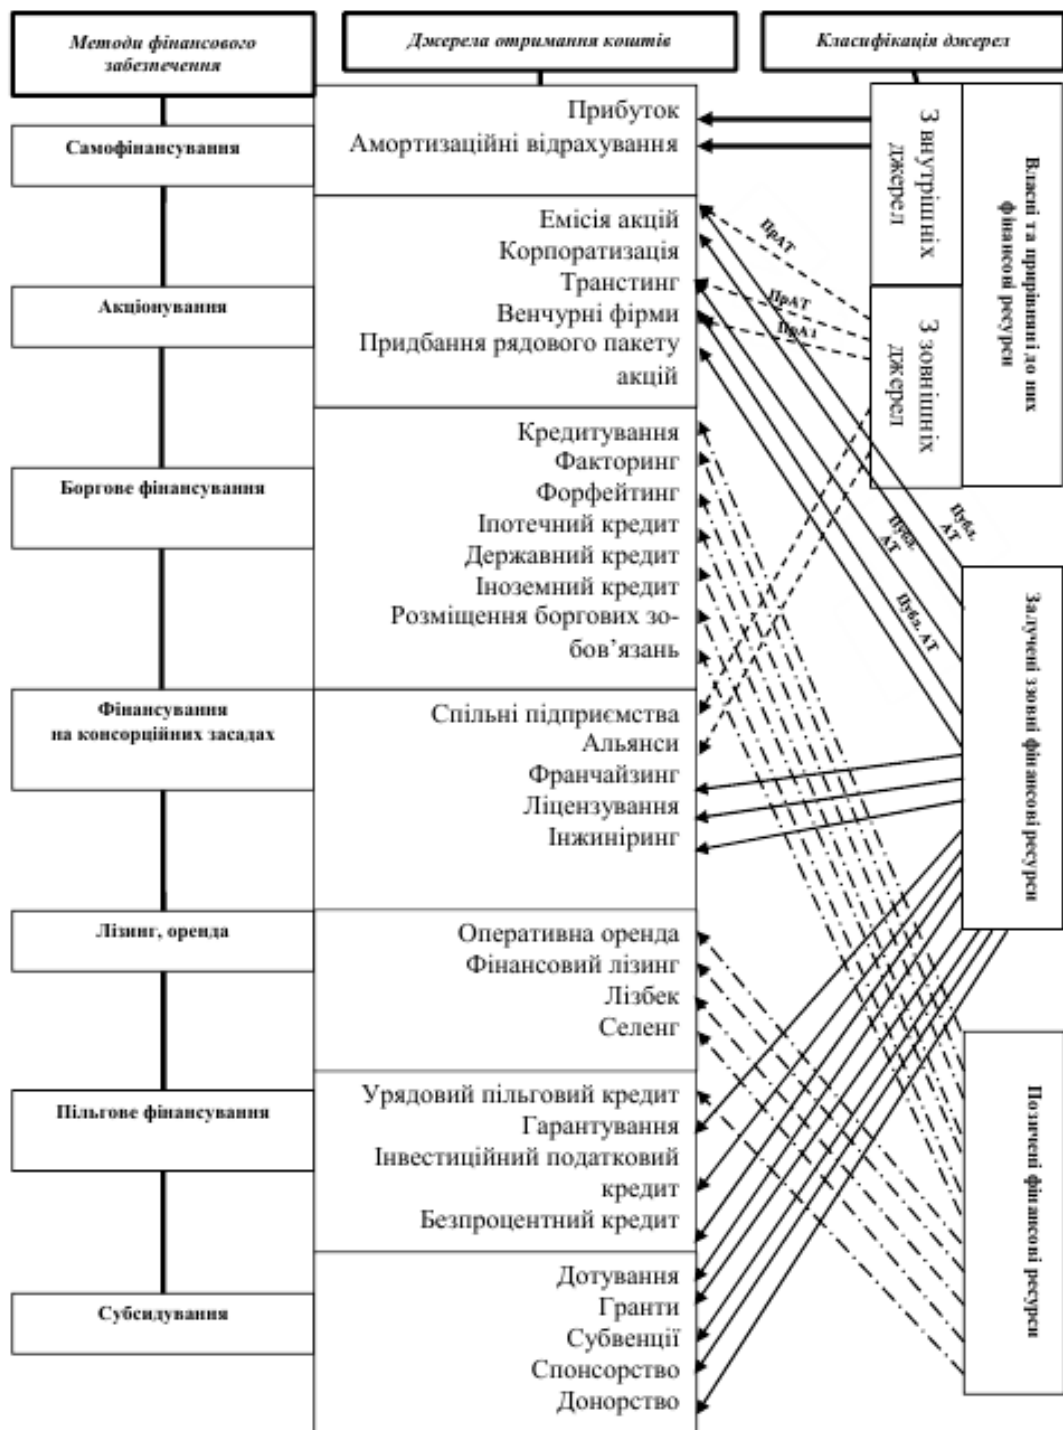 Методи фінансового
забезпечення
Джерела отримання коштів
Класифікація джерел
Самофінансування
Прибуток
Амортизаційні відрахування
З внутрішніх
джерел
Власні та прирівняні до них
фінансові ресурси
Акціонування
Емісія акцій
Корпоратизація
Транстинг
Венчурні фірми
Придбання рядового пакету
акцій
ПрАТ
ПрАТ
ПрАТ
З зовнішніх
джерел
Боргове фінансування
Кредитування
Факторинг
Форфейтинг
Іпотечний кредит
Державний кредит
Іноземний кредит
Розміщення боргових зо-
бов’язань
Публ.
АТ
Публ.
АТ
Публ. АТ
Залучені ззовні фінансові ресурси
Фінансування
на консорційних засадах
Спільні підприємства
Альянси
Франчайзинг
Ліцензування
Інжиніринг
Лізинг, оренда
Оперативна оренда
Фінансовий лізинг
Лізбек
Селенг
Пільгове фінансування
Урядовий пільговий кредит
Гарантування
Інвестиційний податковий
кредит
Безпроцентний кредит
Позичені фінансові ресурси
Субсидування
Дотування
Гранти
Субвенції
Спонсорство
Донорство